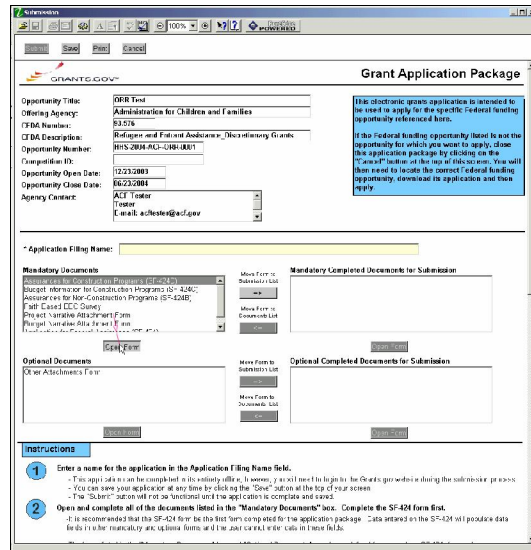 Submission
100%
POWERED
Submit Save Print Cancel
GRANTS.GOV
Grant Application Package
Opportunity Title: ORR Test
Offering Agency: Administration for Children and Families
CFDA Number: 93.576
CFDA Description: Refugee and Entrant Assistance_Discretionary Grants
Opportunity Number: HHS-2004-ACF-ORR-0001
Competition ID:
Opportunity Open Date: 12/23/2003
Opportunity Close Date: 06/23/2004
Agency Contact: ACF Tester
Tester
E-mail: acftester@acf.gov
This electronic grants application is intended to
be used to apply for the specific Federal funding
opportunity referenced here.
If the Federal funding opportunity listed is not the
opportunity for which you want to apply, close
this application package by clicking on the
"Cancel" button at the top of this screen. You will
then need to locate the correct Federal funding
opportunity, download its application and then
apply.
* Application Filing Name:
Mandatory Documents
Move Form to
Submission List
Mandatory Completed Documents for Submission
Assurances for Construction Programs (SF-424D)
Budget Information for Construction Programs (SF-424C)
Assurances for Non-Construction Programs (SF-424B)
Faith Based EEO Survey
Project Narrative Attachment Form
Budget Narrative Attachment Form
Move Form to
Documents List
Open Form
Open Form
Optional Documents
Move Form to
Submission List
Optional Completed Documents for Submission
Other Attachments Form
Move Form to
Documents List
Open Form
Open Form
Instructions
1 Enter a name for the application in the Application Filing Name field.
- This application can be completed in its entirety offline; however, you will need to login to the Grants.gov website during the submission process.
- You can save your application at any time by clicking the "Save" button at the top of your screen.
- The "Submit" button will not be functional until the application is complete and saved.
2 Open and complete all of the documents listed in the "Mandatory Documents" box. Complete the SF-424 form first.
-It is recommended that the SF-424 form be the first form completed for the application package. Data entered on the SF-424 will populate data
fields in other mandatory and optional forms and the user cannot enter data in these fields.